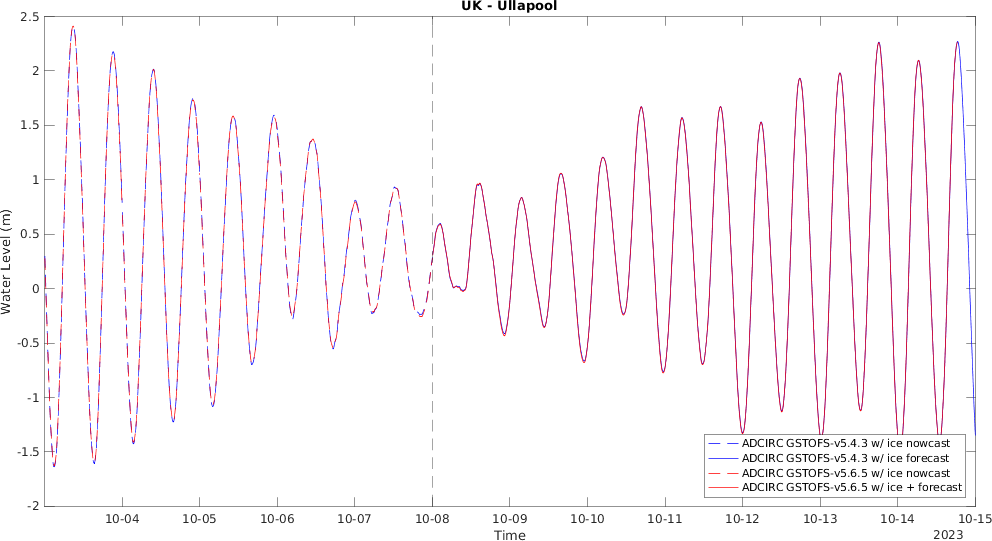 UK - Ullapool
Water Level (m)
2.5
2
1.5
1
0.5
0
-0.5
-1
-1.5
-2
10-04 10-05 10-06 10-07 10-08 10-09 10-10 10-11 10-12 10-13 10-14 10-15
Time
2023
ADCIRC GSTOFS-v5.4.3 w/ ice nowcast
ADCIRC GSTOFS-v5.4.3 w/ ice forecast
ADCIRC GSTOFS-v5.6.5 w/ ice nowcast
ADCIRC GSTOFS-v5.6.5 w/ ice + forecast